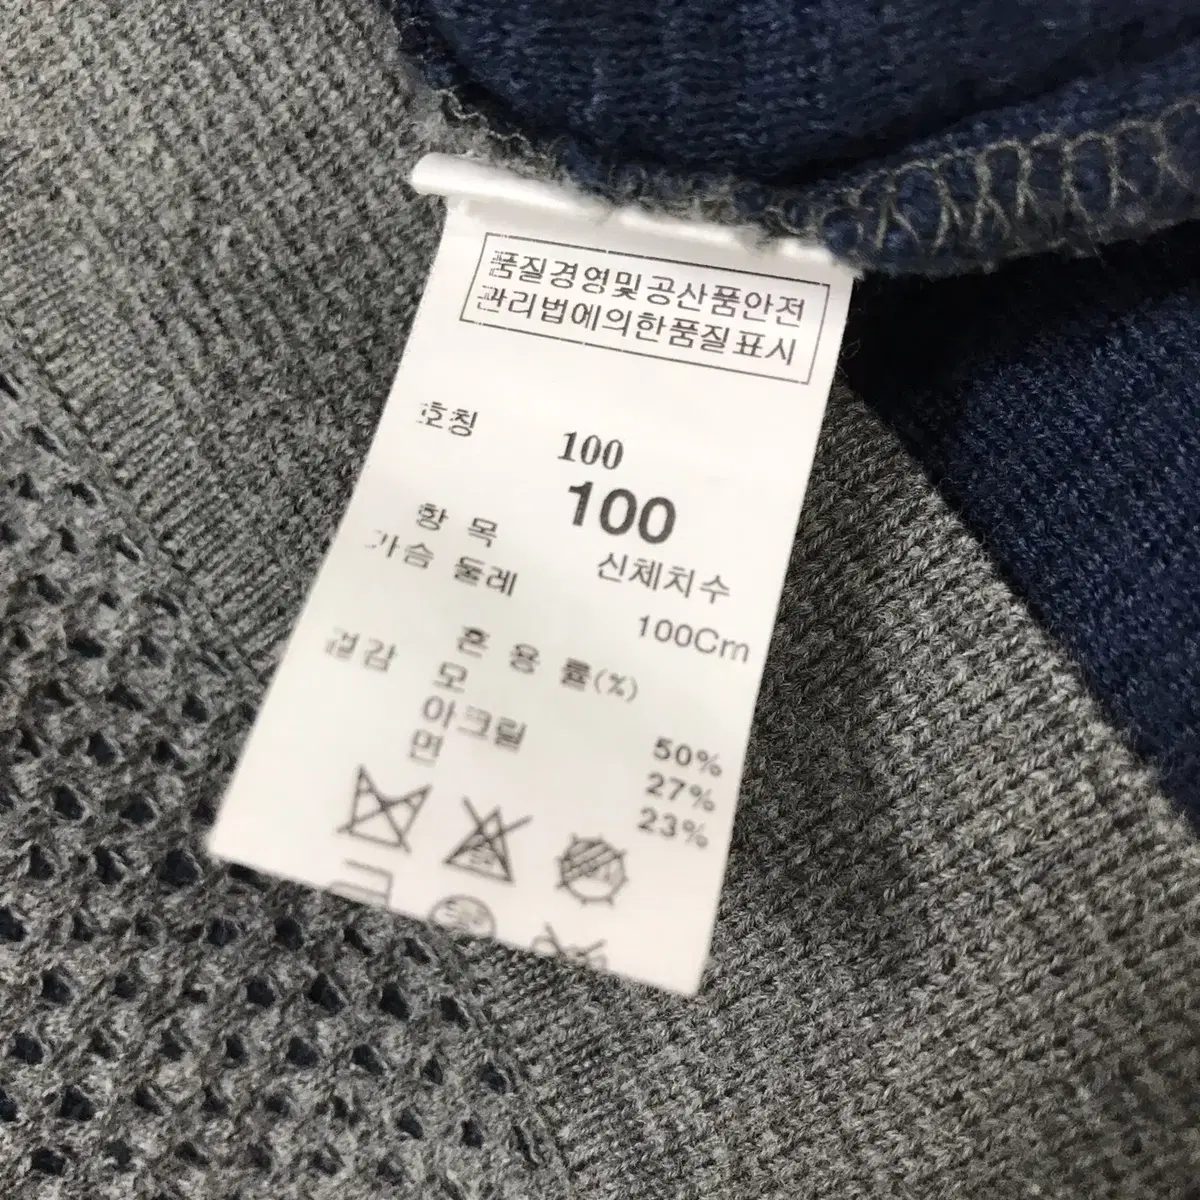 품질경영및공산품안전
관리법에의한품질표시
호칭 100
100
항 목 신체치수
가슴 둘레 100Cm
혼 용 률(%)
겉감 모 50%
아크릴 27%
면 23%